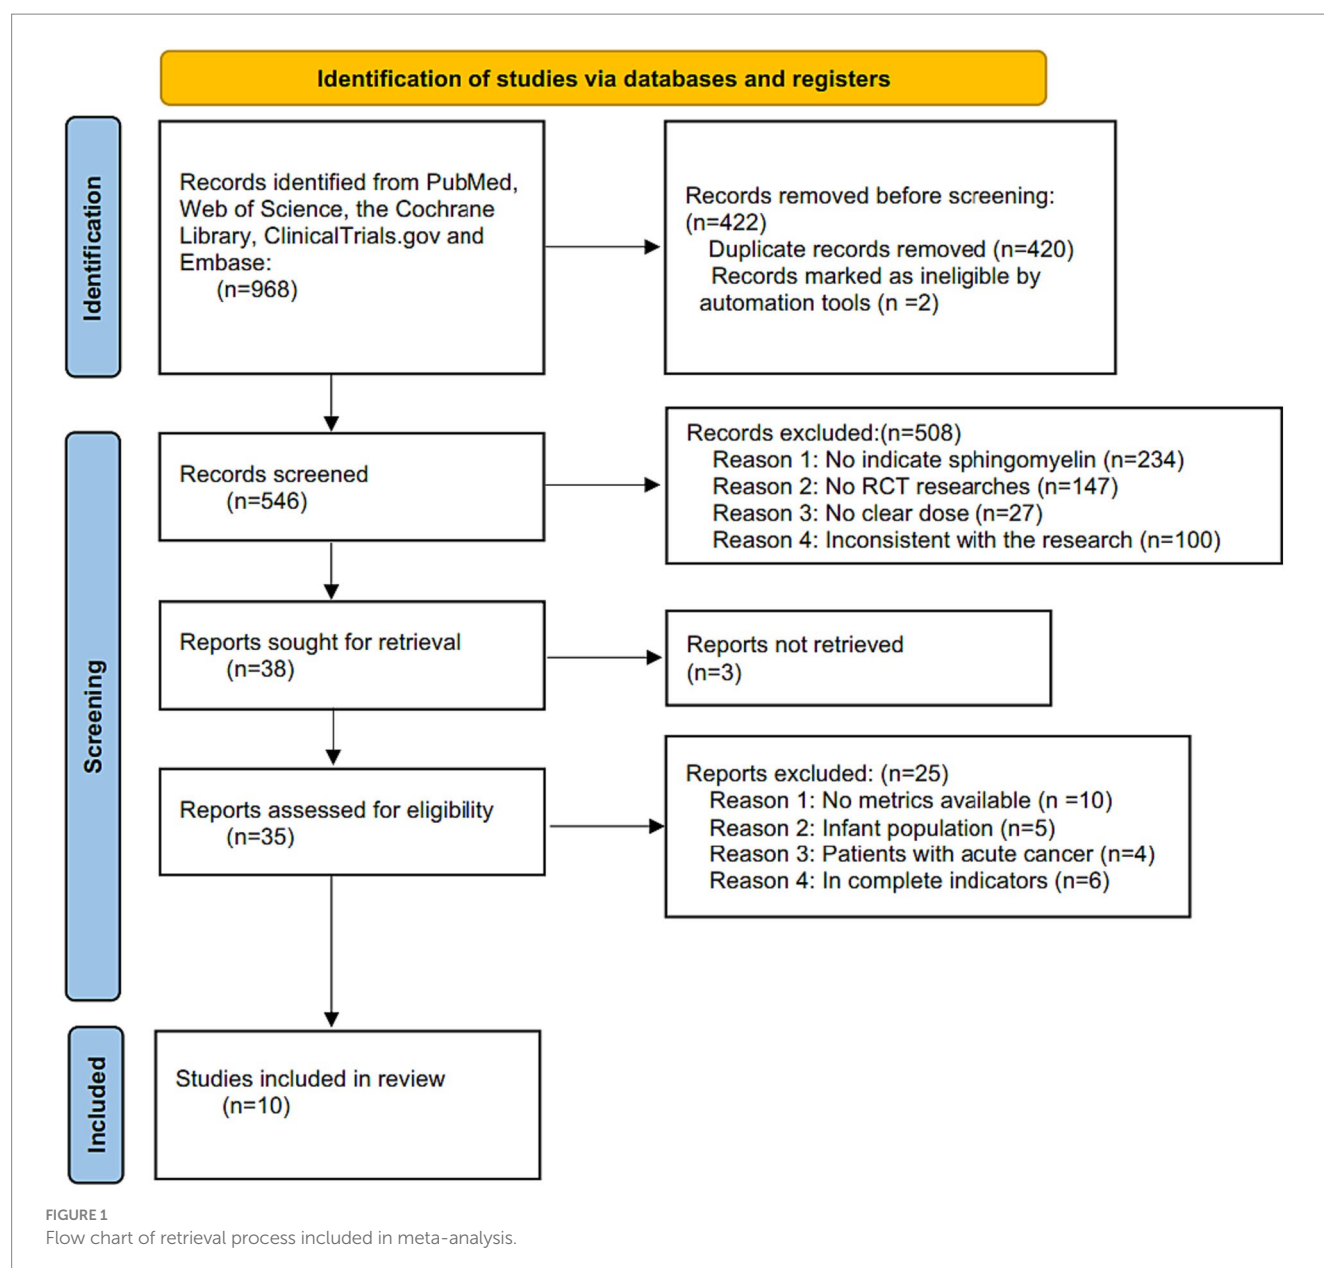 Identification of studies via databases and registers
Identification
Records identified from PubMed,
Web of Science, the Cochrane
Library, ClinicalTrials.gov and
Embase:
(n=968)
Records removed before screening:
(n=422)
Duplicate records removed (n=420)
Records marked as ineligible by
automation tools (n =2)
Screening
Records screened
(n=546)
Records excluded:(n=508)
Reason 1: No indicate sphingomyelin (n=234)
Reason 2: No RCT researches (n=147)
Reason 3: No clear dose (n=27)
Reason 4: Inconsistent with the research (n=100)
Reports sought for retrieval
(n=38)
Reports not retrieved
(n=3)
Reports assessed for eligibility
(n=35)
Reports excluded: (n=25)
Reason 1: No metrics available (n =10)
Reason 2: Infant population (n=5)
Reason 3: Patients with acute cancer (n=4)
Reason 4: In complete indicators (n=6)
Included
Studies included in review
(n=10)
FIGURE 1
Flow chart of retrieval process included in meta-analysis.